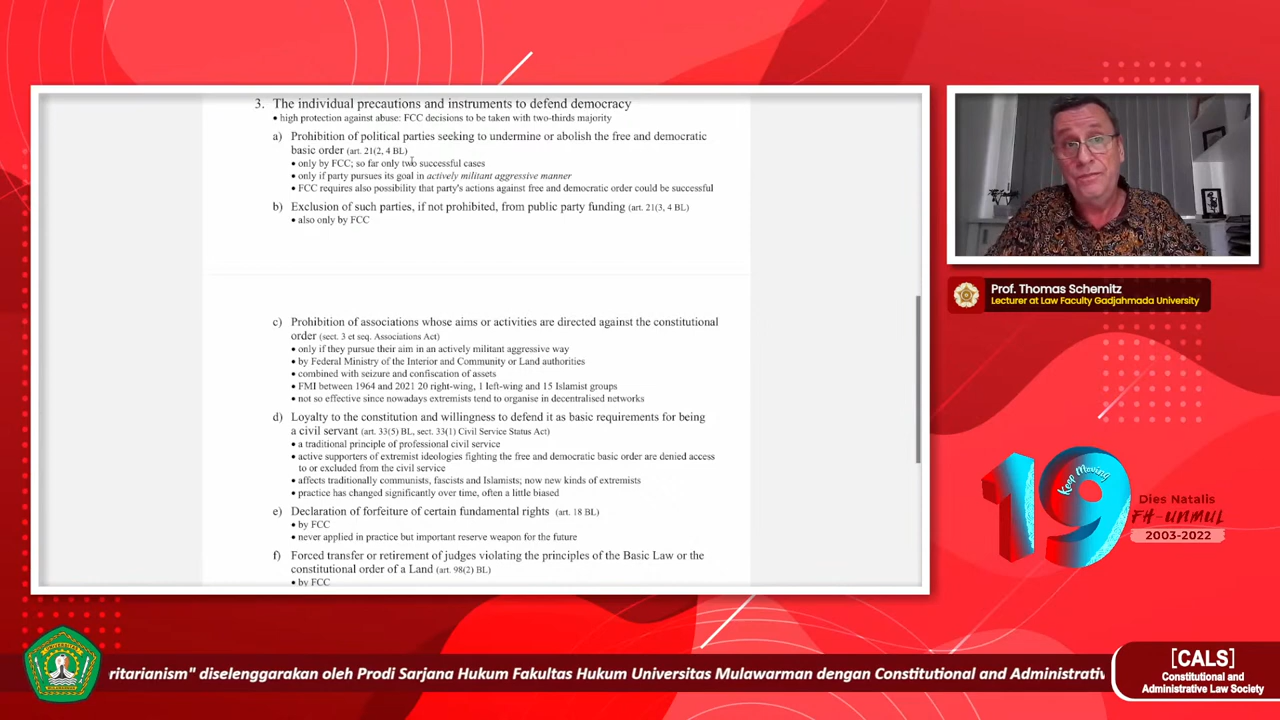 3. The individual precautions and instruments to defend democracy
• high protection against abuse: FCC decisions to be taken with two-thirds majority
a) Prohibition of political parties seeking to undermine or abolish the free and democratic
basic order (art. 21(2, 4 BL)
• only by FCC; so far only two successful cases
• only if party pursues its goal in actively militant aggressive manner
• FCC requires also possibility that party's actions against free and democratic order could be successful
b) Exclusion of such parties, if not prohibited, from public party funding (art. 21(3, 4 BL)
• also only by FCC
c) Prohibition of associations whose aims or activities are directed against the constitutional
order (sect. 3 et seq. Associations Act)
• only if they pursue their aim in an actively militant aggressive way
• by Federal Ministry of the Interior and Community or Land authorities
• combined with seizure and confiscation of assets
• FMI between 1964 and 2021 20 right-wing, 1 left-wing and 15 Islamist groups
• not so effective since nowadays extremists tend to organise in decentralised networks
d) Loyalty to the constitution and willingness to defend it as basic requirements for being
a civil servant (art. 33(5) BL, sect. 33(1) Civil Service Status Act)
• a traditional principle of professional civil service
• active supporters of extremist ideologies fighting the free and democratic basic order are denied access
to or excluded from the civil service
• affects traditionally communists, fascists and Islamists; now new kinds of extremists
• practice has changed significantly over time, often a little biased
e) Declaration of forfeiture of certain fundamental rights (art. 18 BL)
• by FCC
• never applied in practice but important reserve weapon for the future
f) Forced transfer or retirement of judges violating the principles of the Basic Law or the
constitutional order of a Land (art. 98(2) BL)
• by FCC
Prof. Thomas Schemitz
Lecturer at Law Faculty Gadjahmada University
19
Keep Moving
Dies Natalis
FH-UNMUL
2003-2022
ritarianism" diselenggarakan oleh Prodi Sarjana Hukum Fakultas Hukum Universitas Mulawarman dengan Constitutional and Administrativ
[CALS]
Constitutional and
Administrative Law Society